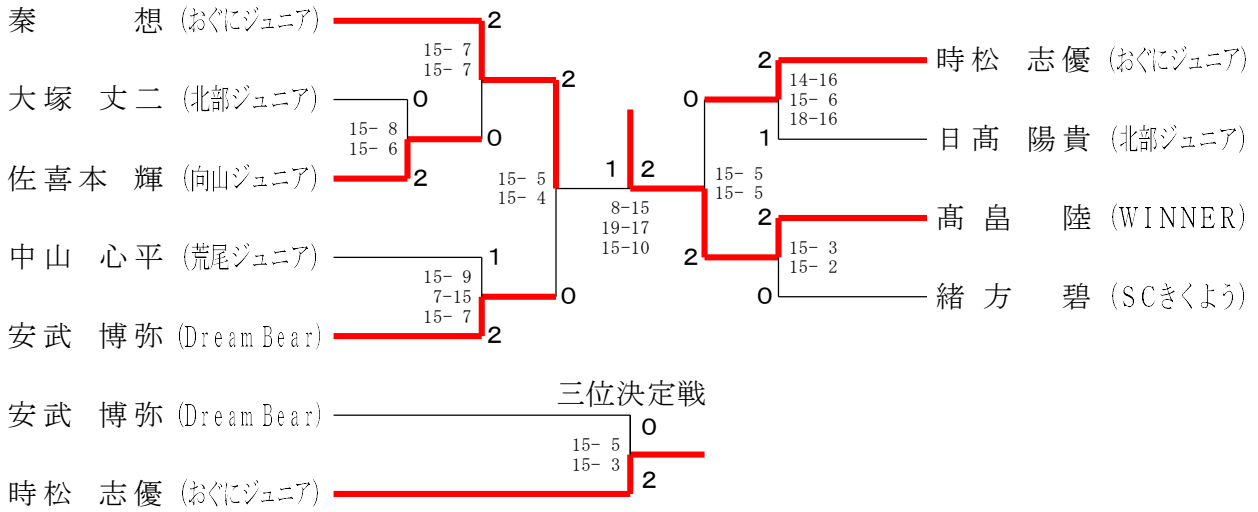 秦 想 (おぐにジュニア)
2
15- 7
15- 7
2
大塚 丈二 (北部ジュニア)
0
15- 8
15- 6
0
佐喜本 輝 (向山ジュニア)
2
15- 5
15- 4
中山 心平 (荒尾ジュニア)
1
15- 9
7-15
15- 7
0
安武 博弥 (Dream Bear)
2
1 2
8-15
19-17
15-10
2 時松 志優 (おぐにジュニア)
14-16
15- 6
18-16
0
1 日髙 陽貴 (北部ジュニア)
15- 5
15- 5
2 髙畠 陸 (WINNER)
15- 3
15- 2
2
0 緒方 碧 (SCきくよう)
三位決定戦
安武 博弥 (Dream Bear)
0
15- 5
15- 3
2
時松 志優 (おぐにジュニア)